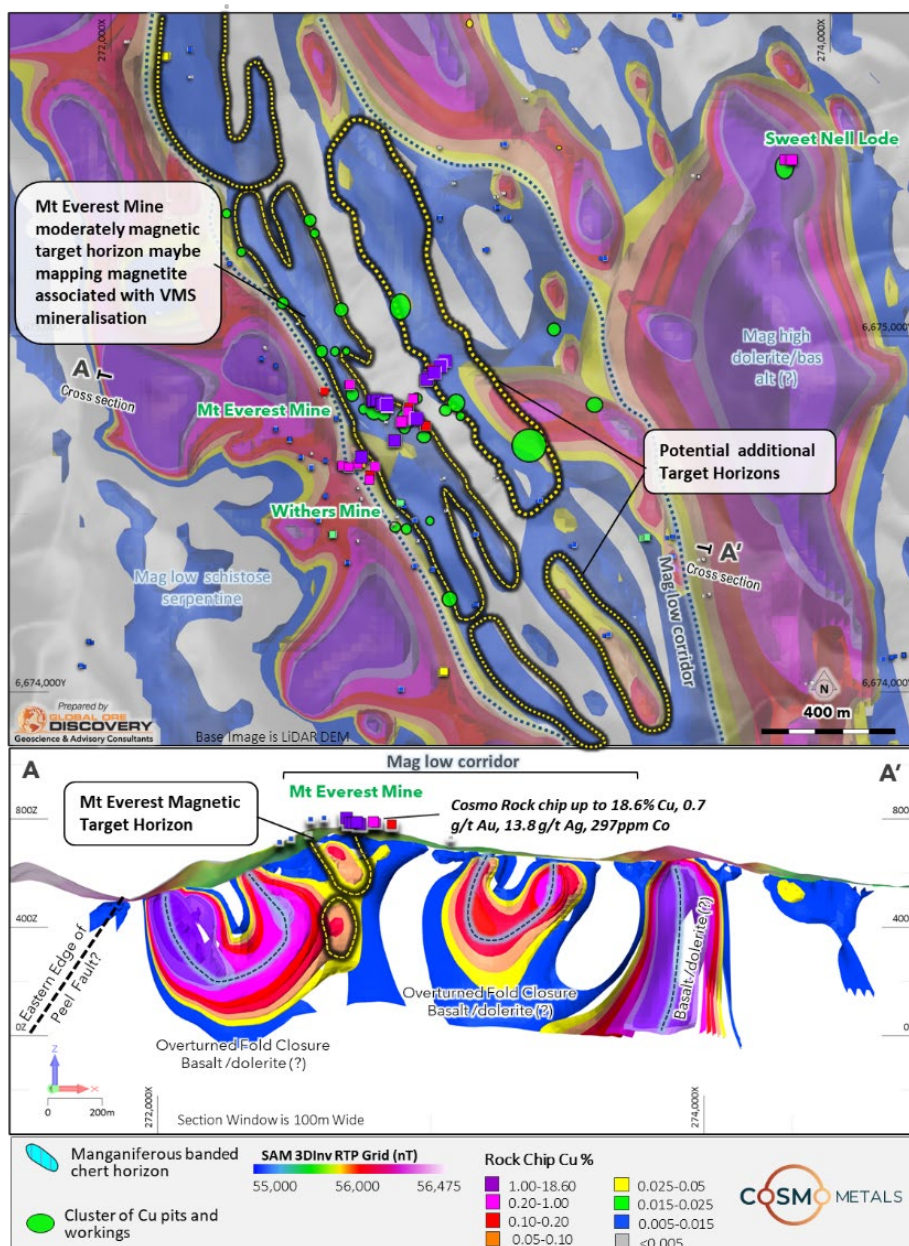 272,000X
274,000X
Sweet Nell Lode
Mt Everest Mine
moderately magnetic
target horizon maybe
mapping magnetite
associated with VMS
mineralisation
6,675,000Y
Mag high
dolerite/bas
alt (?)
A
Cross section
Mt Everest Mine
Potential additional
Target Horizons
Withers Mine
A'
Cross section
Mag low schistose
serpentine
Mag low corridor
6,674,000Y
N
400 m
Prepared by
GLOBAL ORE
DISCOVERY
Geoscience & Advisory Consultants
Base Image is LiDAR DEM
A
Mag low corridor
A'
Mt Everest Mine
800Z
800Z
Mt Everest Magnetic
Target Horizon
Cosmo Rock chip up to 18.6% Cu, 0.7
g/t Au, 13.8 g/t Ag, 297ppm Co
400Z
400Z
Eastern Edge of
Peel Fault?
Basalt /dolerite (?)
Overturned Fold Closure
Basalt /dolerite (?)
0Z
0Z
Overturned Fold Closure
Basalt /dolerite (?)
Z
X
0
200m
272,000X
274,000X
Section Window is 100m Wide
Manganiferous banded
chert horizon
Cluster of Cu pits and
workings
SAM 3DInv RTP Grid (nT)
55,000
56,000
56,475
Rock Chip Cu %
1.00-18.60
0.20-1.00
0.10-0.20
0.05-0.10
0.025-0.05
0.015-0.025
0.005-0.015
<0.005
COSMO METALS